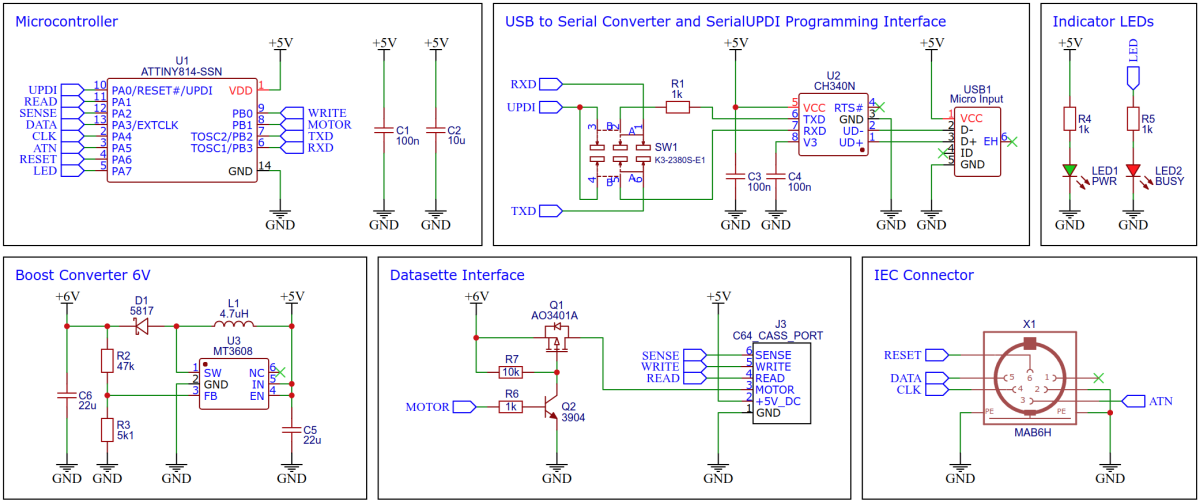 Microcontroller
+5V
+5V
+5V
U1
ATTINY814-SSN
UPDI 10 PA0/RESET#/UPDI VDD 1
READ 11 PA1
SENSE 12 PA2 PB0 9 WRITE
DATA 13 PA3/EXTCLK PB1 8 MOTOR
CLK 2 PA4 TOSC2/PB2 7 TXD
ATN 3 PA5 TOSC1/PB3 6 RXD
RESET 4 PA6
LED 5 PA7 GND 14
C1
100n
C2
10u
GND
GND
GND
USB to Serial Converter and SerialUPDI Programming Interface
+5V
+5V
RXD
UPDI
TXD
R1
1k
3 B 2 1 A
SW1
K3-2380S-E1
4 B 5 A 6
U2
CH340N
5 VCC RTS# 4
6 TXD GND 3
7 RXD UD- 2
8 V3 UD+ 1
C3
100n
C4
100n
USB1
Micro Input
1 VCC
2 D-
3 D+ EH 6
4 ID
5 GND
GND
GND
GND
GND
Indicator LEDs
+5V
LED
R4
1k
R5
1k
LED1
PWR
LED2
BUSY
GND
GND
Boost Converter 6V
+6V
D1
5817
L1
4.7uH
+5V
R2
47k
U3
MT3608
1 SW NC 6
2 GND IN 5
3 FB EN 4
C6
22u
R3
5k1
C5
22u
GND
GND
GND
GND
Datasette Interface
+6V
Q1
AO3401A
+5V
R7
10k
R6
1k
MOTOR
Q2
3904
J3
C64_CASS_PORT
SENSE 6 SENSE
WRITE 5 WRITE
READ 4 READ
3 MOTOR
2 +5V_DC
1 GND
GND
GND
IEC Connector
X1
RESET
DATA
CLK
ATN
5 6 1
4 2
3
PE PE
MAB6H
GND
GND